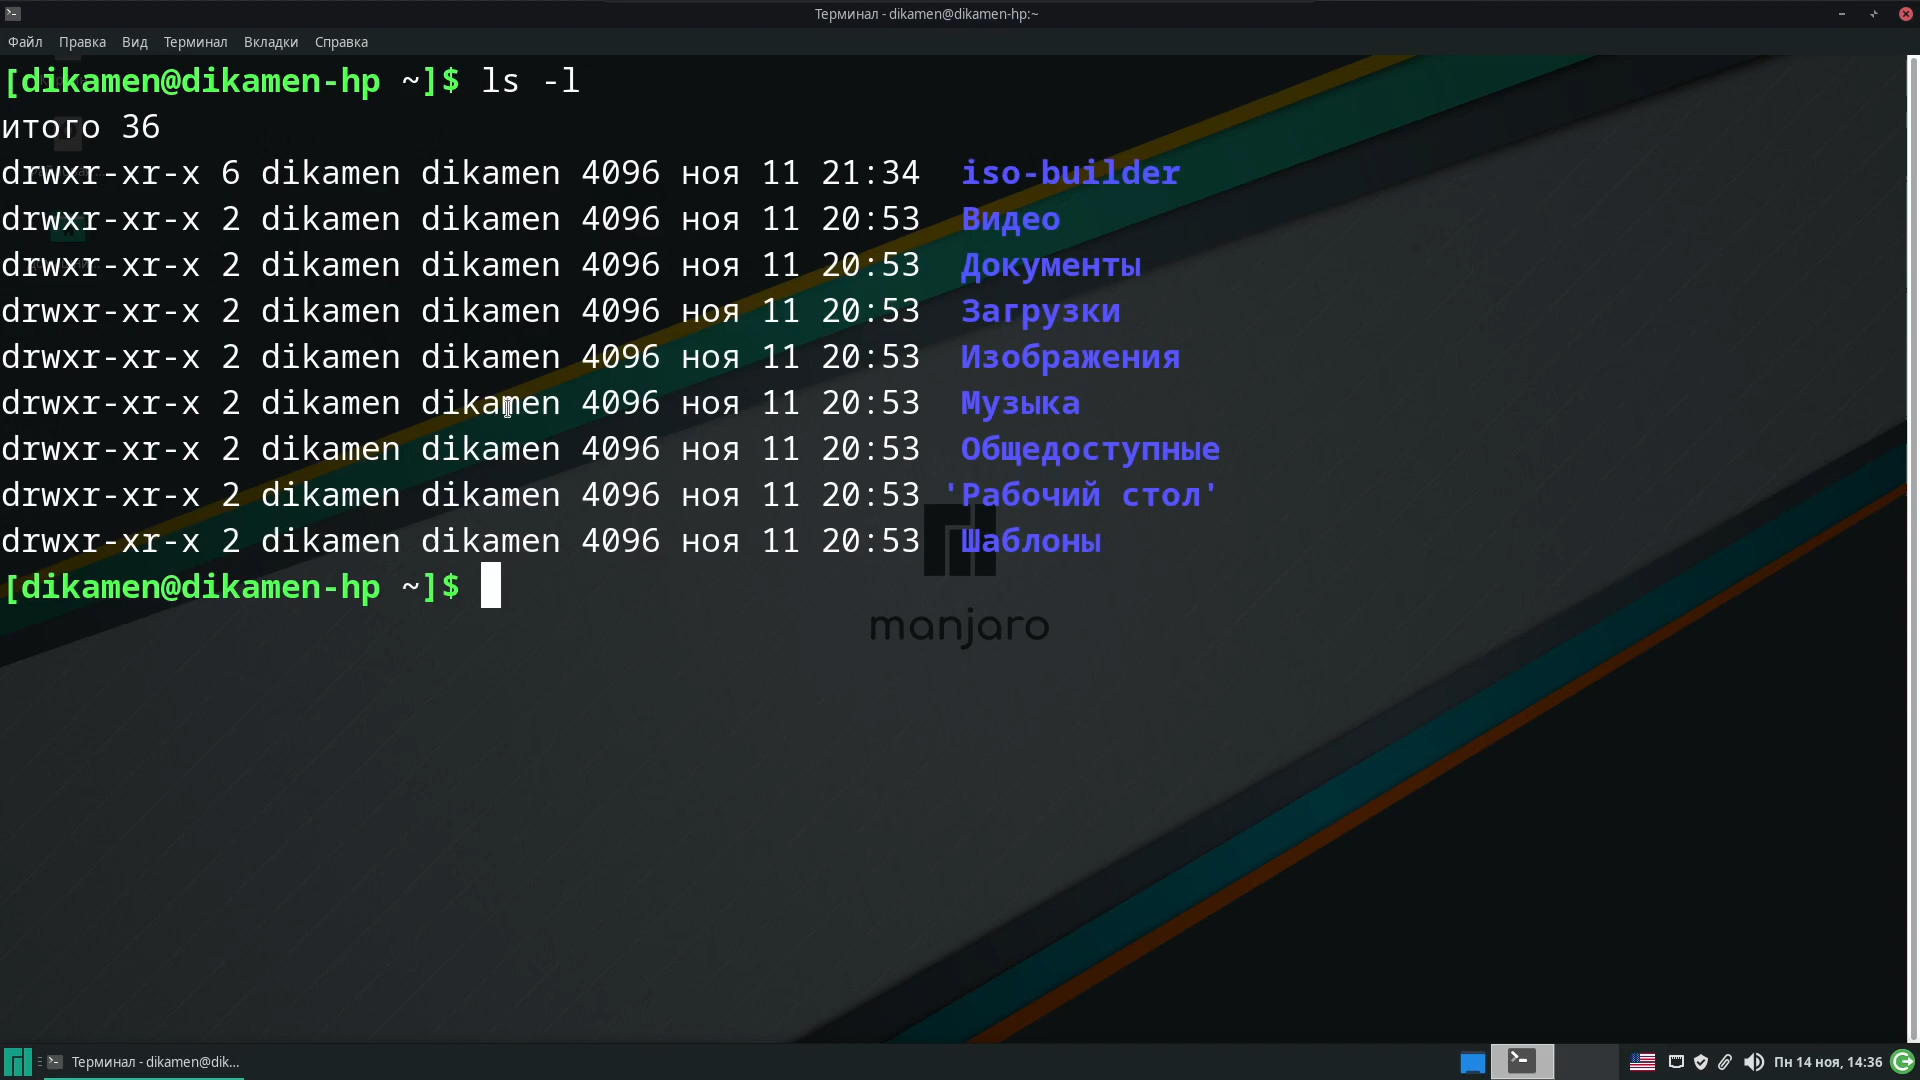 Терминал - dikamen@dikamen-hp:~
Файл Правка Вид Терминал Вкладки Справка
[dikamen@dikamen-hp ~]$ ls -l
итого 36
drwxr-xr-x 6 dikamen dikamen 4096 ноя 11 21:34  iso-builder
drwxr-xr-x 2 dikamen dikamen 4096 ноя 11 20:53  Видео
drwxr-xr-x 2 dikamen dikamen 4096 ноя 11 20:53  Документы
drwxr-xr-x 2 dikamen dikamen 4096 ноя 11 20:53  Загрузки
drwxr-xr-x 2 dikamen dikamen 4096 ноя 11 20:53  Изображения
drwxr-xr-x 2 dikamen dikamen 4096 ноя 11 20:53  Музыка
drwxr-xr-x 2 dikamen dikamen 4096 ноя 11 20:53  Общедоступные
drwxr-xr-x 2 dikamen dikamen 4096 ноя 11 20:53 'Рабочий стол'
drwxr-xr-x 2 dikamen dikamen 4096 ноя 11 20:53  Шаблоны
[dikamen@dikamen-hp ~]$
manjaro
Терминал - dikamen@dik... Пн 14 ноя, 14:36